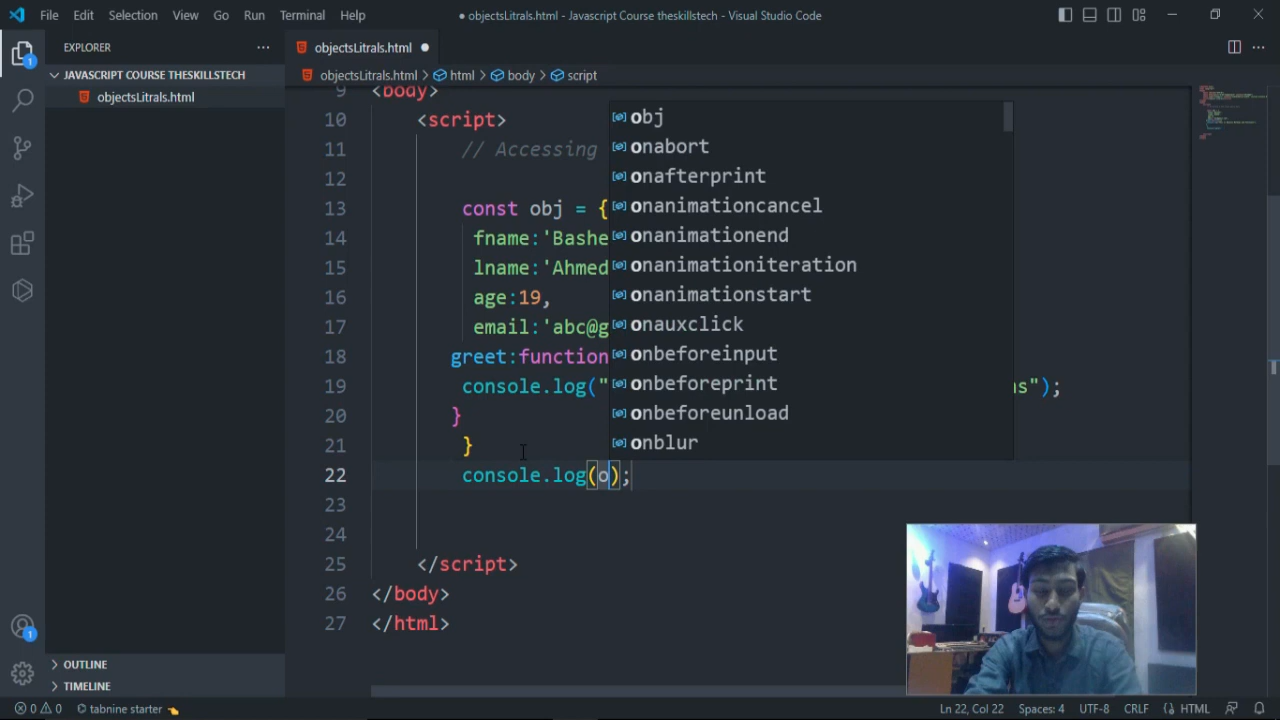 File Edit Selection View Go Run Terminal Help
● objectsLitrals.html - Javascript Course theskillstech - Visual Studio Code
EXPLORER
objectsLitrals.html
JAVASCRIPT COURSE THESKILLSTECH
objectsLitrals.html > html > body > script
objectsLitrals.html
9 <body>
10 <script>
11 // Accessing
12
13 const obj = {
14 fname:'Bashe
15 lname:'Ahmed
16 age:19,
17 email:'abc@g
18 greet:function
19 console.log(" ns");
20 }
21 }
22 console.log(o);
23
24
25 </script>
26 </body>
27 </html>
obj
onabort
onafterprint
onanimationcancel
onanimationend
onanimationiteration
onanimationstart
onauxclick
onbeforeinput
onbeforeprint
onbeforeunload
onblur
1
1
OUTLINE
TIMELINE
0 0 tabnine starter Ln 22, Col 22 Spaces: 4 UTF-8 CRLF HTML